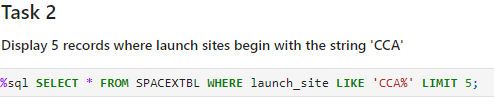 Task 2
Display 5 records where launch sites begin with the string 'CCA'
%sql SELECT * FROM SPACEXTBL WHERE launch_site LIKE 'CCA%' LIMIT 5;